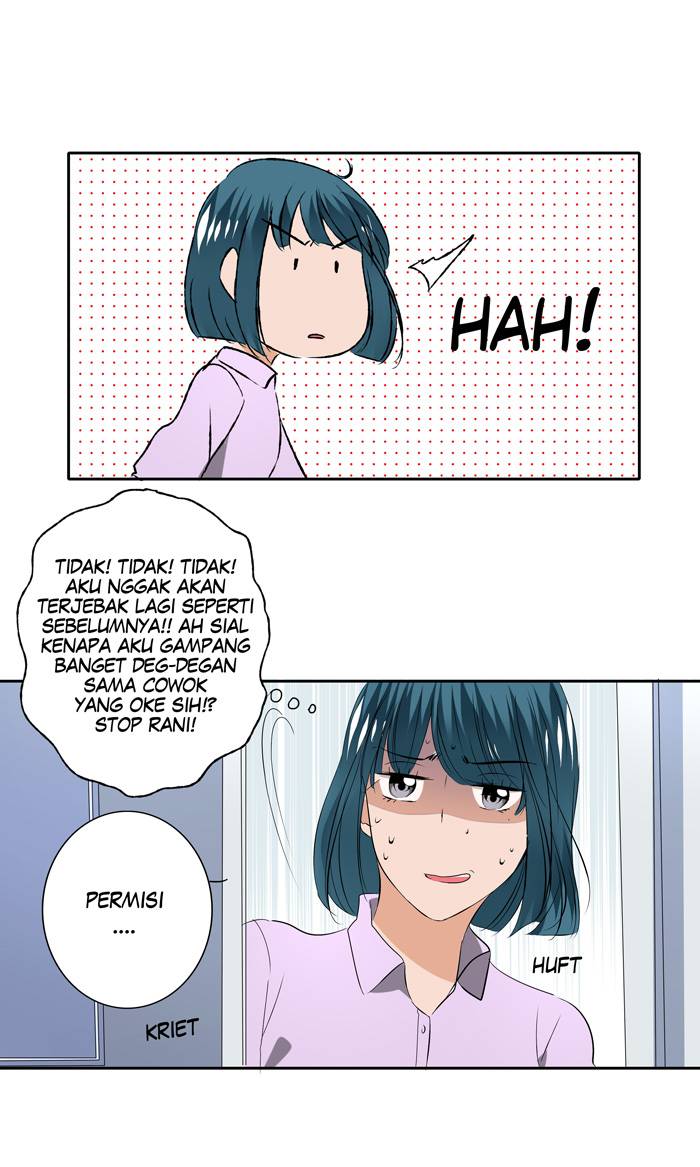 HAH!
TIDAK! TIDAK! TIDAK!
AKU NGGAK AKAN
TERJEBAK LAGI SEPERTI
SEBELUMNYA!! AH SIAL
KENAPA AKU GAMPANG
BANGET DEG-DEGAN
SAMA COWOK
YANG OKE SIH!?
STOP RANI!
PERMISI
....
HUFT
KRIET